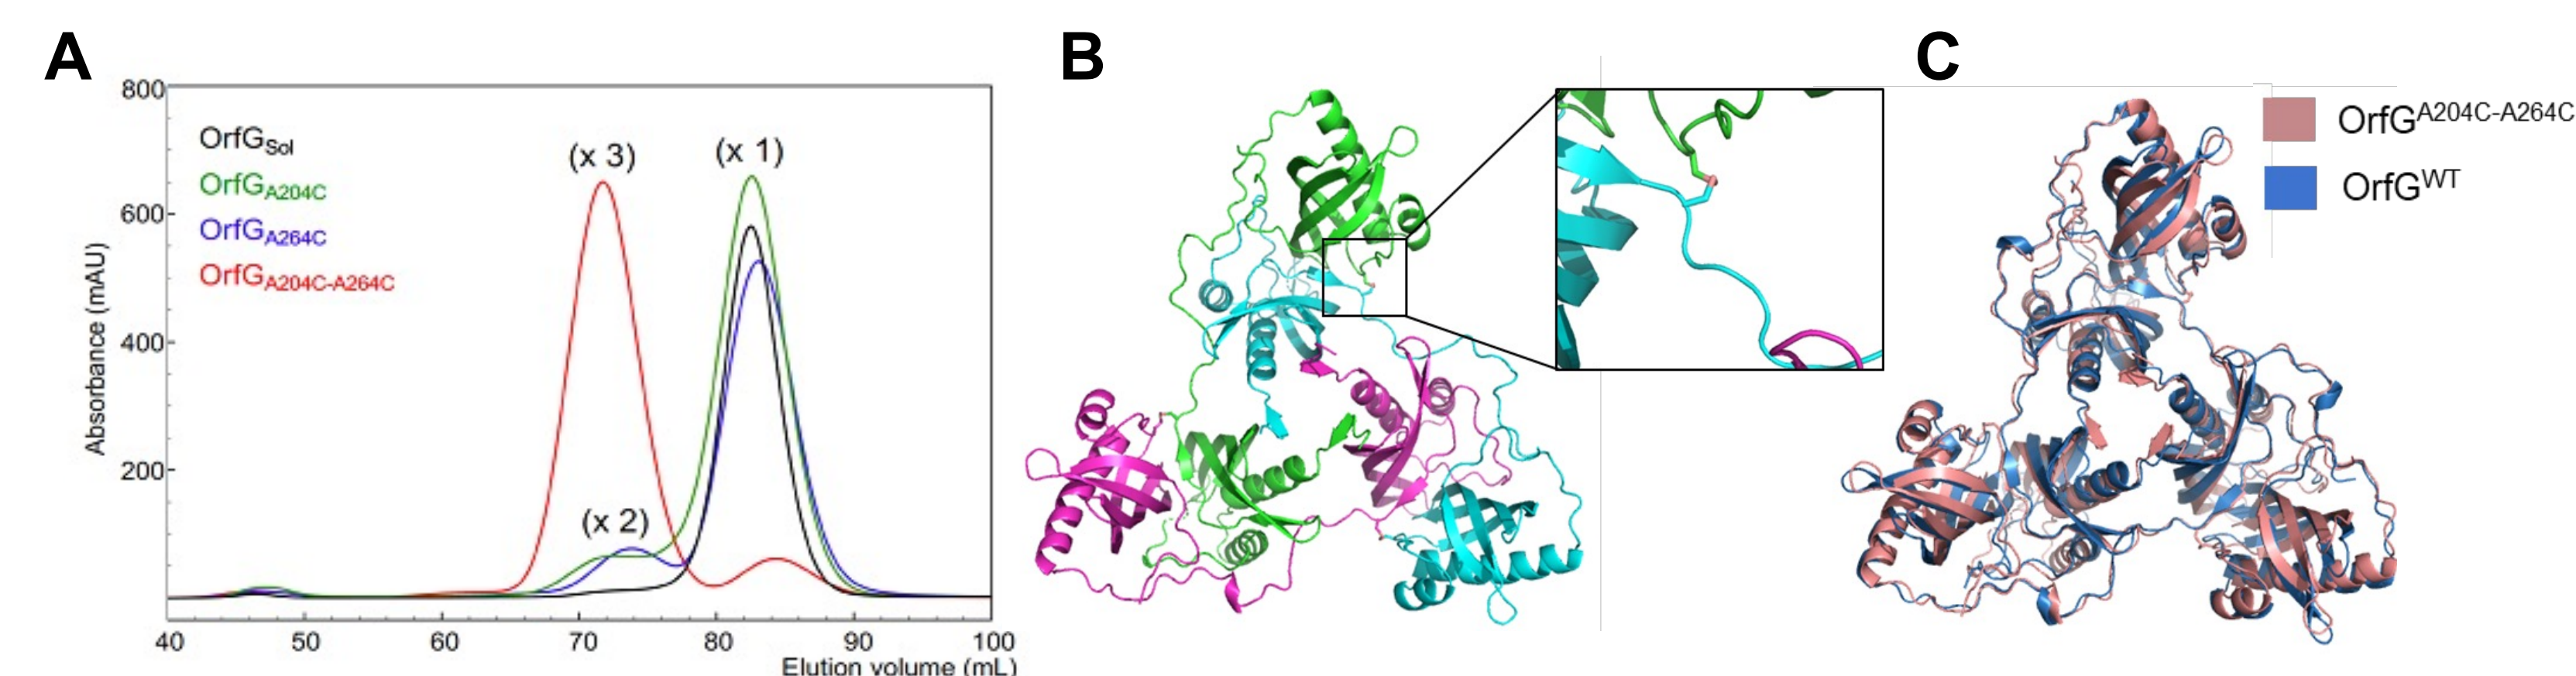 A
800
600
400
200
Absorbance (mAU)
OrfGSol
OrfGA204C
OrfGA264C
OrfGA204C-A264C
(x 3)
(x 1)
(x 2)
40 50 60 70 80 90 100
Elution volume (mL)
B
C
OrfGA204C-A264C
OrfGWT